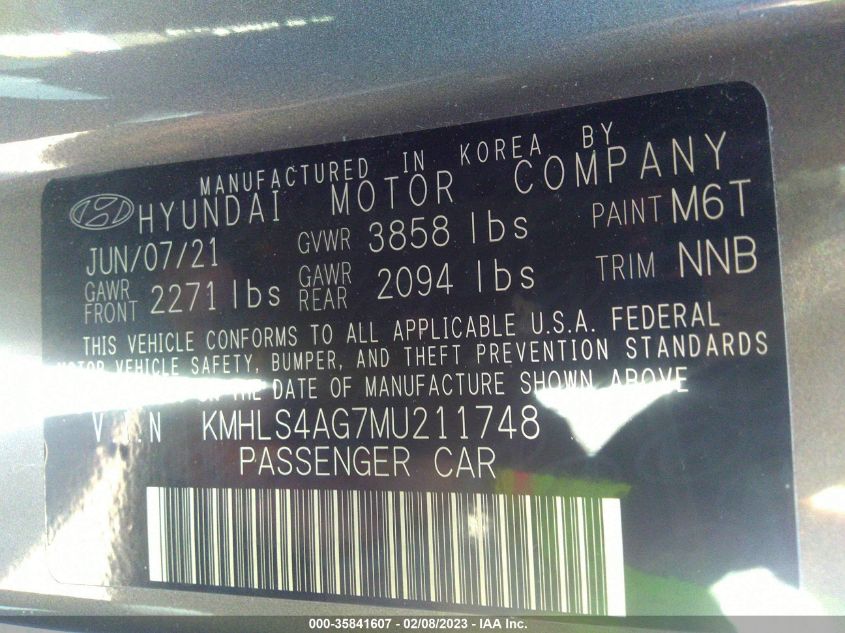 MANUFACTURED IN KOREA BY
HYUNDAI MOTOR COMPANY
JUN/07/21 GVWR 3858 lbs PAINT M6T
GAWR FRONT 2271 lbs GAWR REAR 2094 lbs TRIM NNB
THIS VEHICLE CONFORMS TO ALL APPLICABLE U.S.A. FEDERAL
MOTOR VEHICLE SAFETY, BUMPER, AND THEFT PREVENTION STANDARDS
THE DATE OF MANUFACTURE SHOWN ABOVE
V I N KMHLS4AG7MU211748
PASSENGER CAR
000-35841607 - 02/08/2023 - IAA Inc.